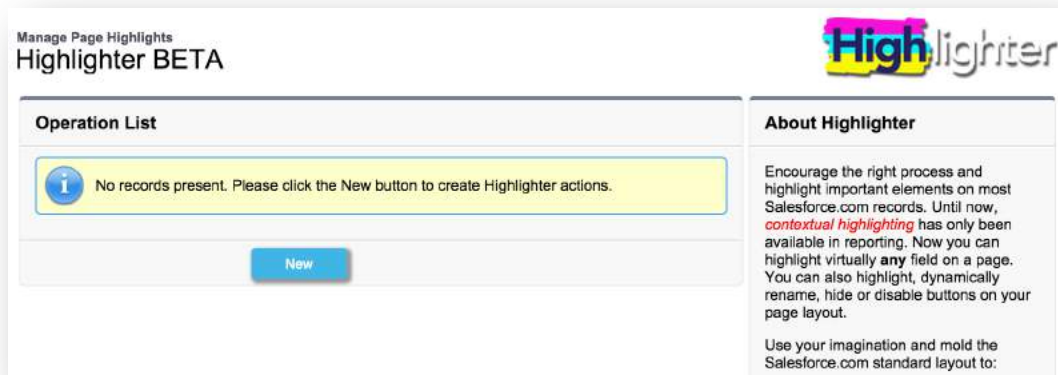 Manage Page Highlights
Highlighter BETA
Highlighter
Operation List
No records present. Please click the New button to create Highlighter actions.
New
About Highlighter
Encourage the right process and
highlight important elements on most
Salesforce.com records. Until now,
contextual highlighting has only been
available in reporting. Now you can
highlight virtually any field on a page.
You can also highlight, dynamically
rename, hide or disable buttons on your
page layout.
Use your imagination and mold the
Salesforce.com standard layout to: